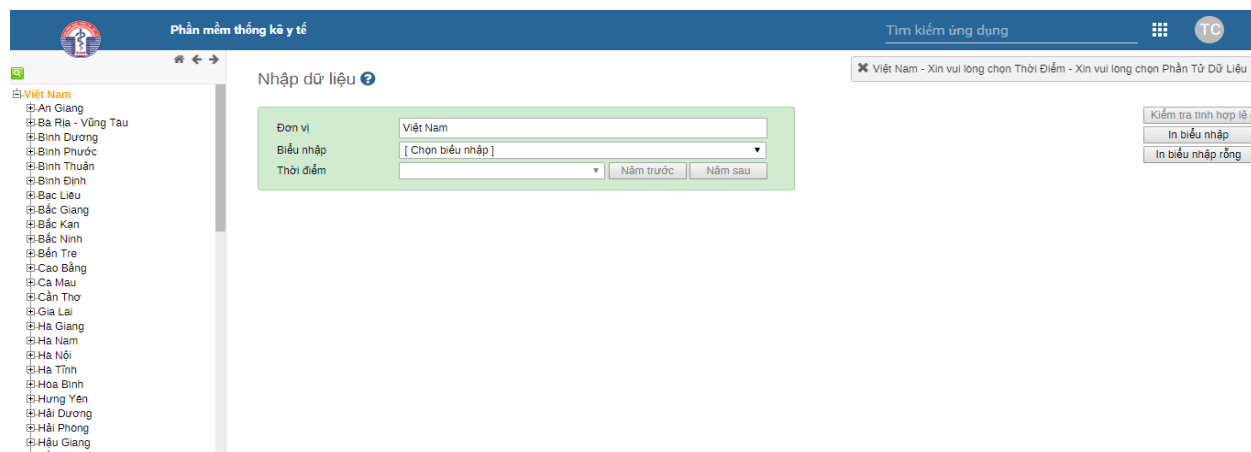 Phần mềm thống kê y tế
Tìm kiếm ứng dụng
TC
Việt Nam - Xin vui lòng chọn Thời Điểm - Xin vui lòng chọn Phần Tử Dữ Liệu
Nhập dữ liệu
Việt Nam
An Giang
Bà Rịa - Vũng Tàu
Bình Dương
Bình Phước
Bình Thuận
Bình Định
Bạc Liêu
Bắc Giang
Bắc Kạn
Bắc Ninh
Bến Tre
Cao Bằng
Cà Mau
Cần Thơ
Gia Lai
Hà Giang
Hà Nam
Hà Nội
Hà Tĩnh
Hòa Bình
Hưng Yên
Hải Dương
Hải Phòng
Hậu Giang
Đơn vị Việt Nam
Biểu nhập [ Chọn biểu nhập ]
Thời điểm Năm trước Năm sau
Kiểm tra tính hợp lệ
In biểu nhập
In biểu nhập rỗng